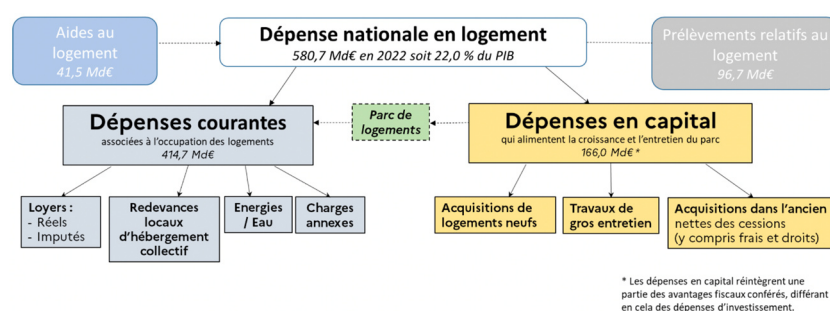 Aides au
logement
41,5 Md€
Dépense nationale en logement
580,7 Md€ en 2022 soit 22,0 % du PIB
Prélèvements relatifs au
logement
96,7 Md€
Dépenses courantes
associées à l'occupation des logements
414,7 Md€
Parc de
logements
Dépenses en capital
qui alimentent la croissance et l'entretien du parc
166,0 Md€ *
Loyers :
- Réels
- Imputés
Redevances
locaux
d'hébergement
collectif
Energies
/ Eau
Charges
annexes
Acquisitions de
logements neufs
Travaux de
gros entretien
Acquisitions dans l'ancien
nettes des cessions
(y compris frais et droits)
* Les dépenses en capital réintègrent une
partie des avantages fiscaux conférés, différant
en cela des dépenses d'investissement.